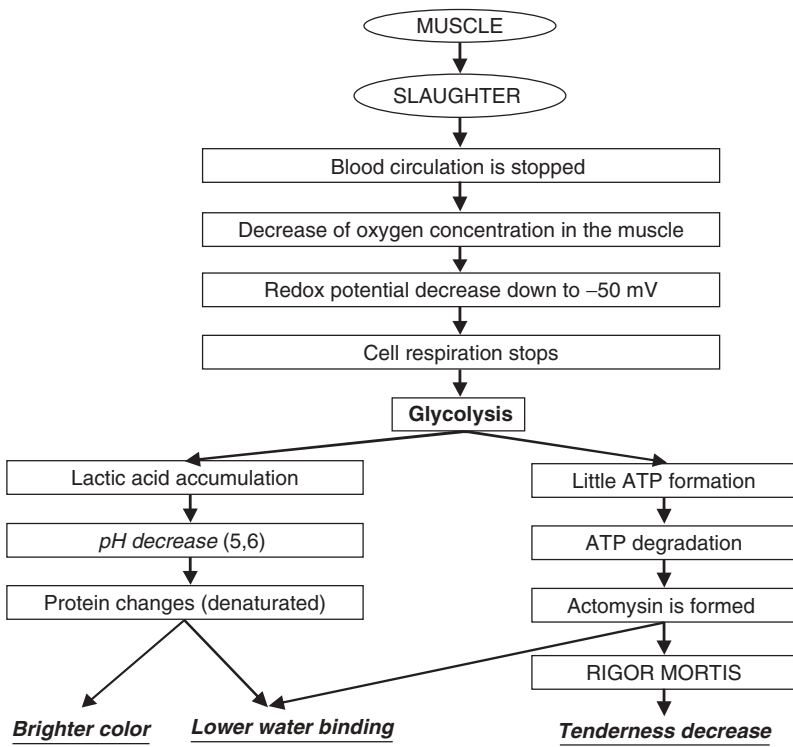 MUSCLE
SLAUGHTER
Blood circulation is stopped
Decrease of oxygen concentration in the muscle
Redox potential decrease down to −50 mV
Cell respiration stops
Glycolysis
Lactic acid accumulation
Little ATP formation
pH decrease (5,6)
ATP degradation
Protein changes (denaturated)
Actomysin is formed
RIGOR MORTIS
Brighter color
Lower water binding
Tenderness decrease